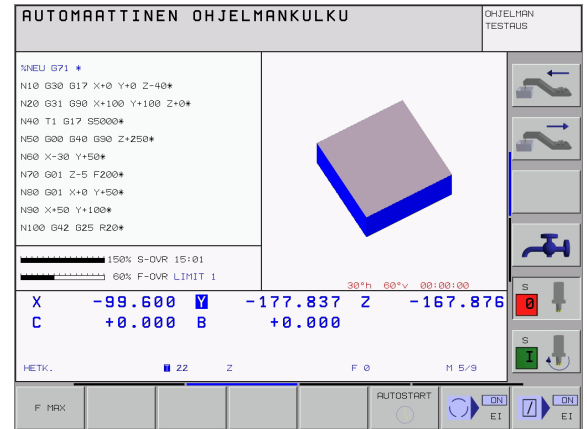 AUTOMAATTINEN OHJELMANKULKU
OHJELMAN
TESTAUS
%NEU G71 *
N10 G30 G17 X+0 Y+0 Z-40*
N20 G31 G90 X+100 Y+100 Z+0*
N40 T1 G17 S5000*
N50 G00 G40 G90 Z+250*
N60 X-30 Y+50*
N70 G01 Z-5 F200*
N80 G01 X+0 Y+50*
N90 X+50 Y+100*
N100 G42 G25 R20*
150% S-OVR 15:01
60% F-OVR LIMIT 1
30°h 60°v 00:00:00
X -99.600 Y -177.837 Z -167.876
C +0.000 B +0.000
HETK. T 22 Z F 0 M 5/9
S
0
S
I
F MAX
AUTOSTART
ON
EI
ON
EI